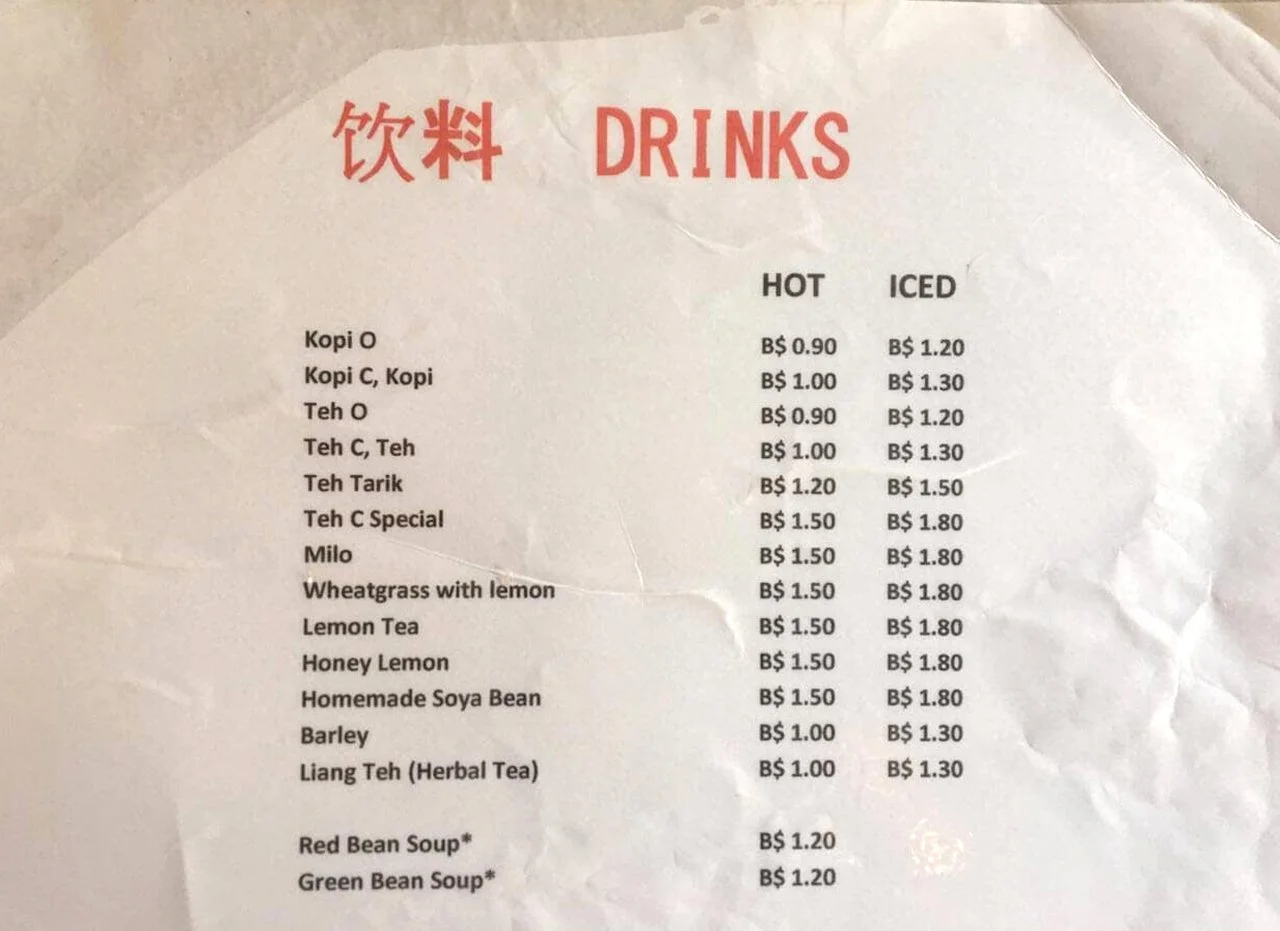 饮料 DRINKS
HOT ICED
Kopi O B$ 0.90 B$ 1.20
Kopi C, Kopi B$ 1.00 B$ 1.30
Teh O B$ 0.90 B$ 1.20
Teh C, Teh B$ 1.00 B$ 1.30
Teh Tarik B$ 1.20 B$ 1.50
Teh C Special B$ 1.50 B$ 1.80
Milo B$ 1.50 B$ 1.80
Wheatgrass with lemon B$ 1.50 B$ 1.80
Lemon Tea B$ 1.50 B$ 1.80
Honey Lemon B$ 1.50 B$ 1.80
Homemade Soya Bean B$ 1.50 B$ 1.80
Barley B$ 1.00 B$ 1.30
Liang Teh (Herbal Tea) B$ 1.00 B$ 1.30
Red Bean Soup* B$ 1.20
Green Bean Soup* B$ 1.20